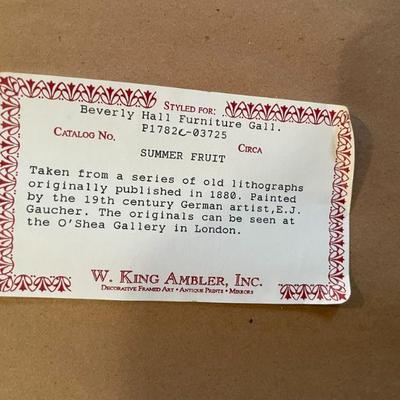 STYLED FOR:
Beverly Hall Furniture Gall.
CATALOG NO. P1782c-03725 CIRCA
SUMMER FRUIT
Taken from a series of old lithographs
originally published in 1880. Painted
by the 19th century German artist,E.J.
Gaucher. The originals can be seen at
the O'Shea Gallery in London.
W. KING AMBLER, INC.
DECORATIVE FRAMED ART • ANTIQUE PRINTS • MIRRORS